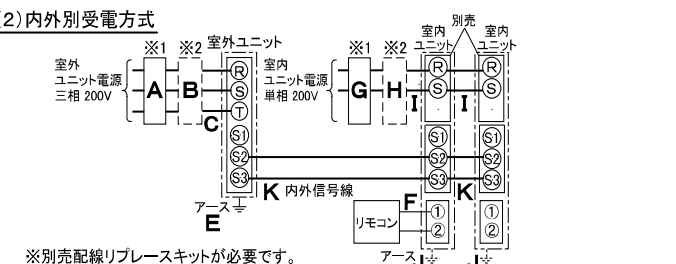 (2)内外別受電方式
別売
※1 ※2 室外ユニット
※1 ※2
室内ユニット
室内ユニット
室外
ユニット電源
三相 200V
A B C
R
S
T
S1
S2
S3
室内
ユニット電源
単相 200V
G H I I
R
S
S1
S2
S3
R
S
S1
S2
S3
K 内外信号線
K
アース
E
リモコン
F
①
②
①
②
アース
※別売配線リプレースキットが必要です。